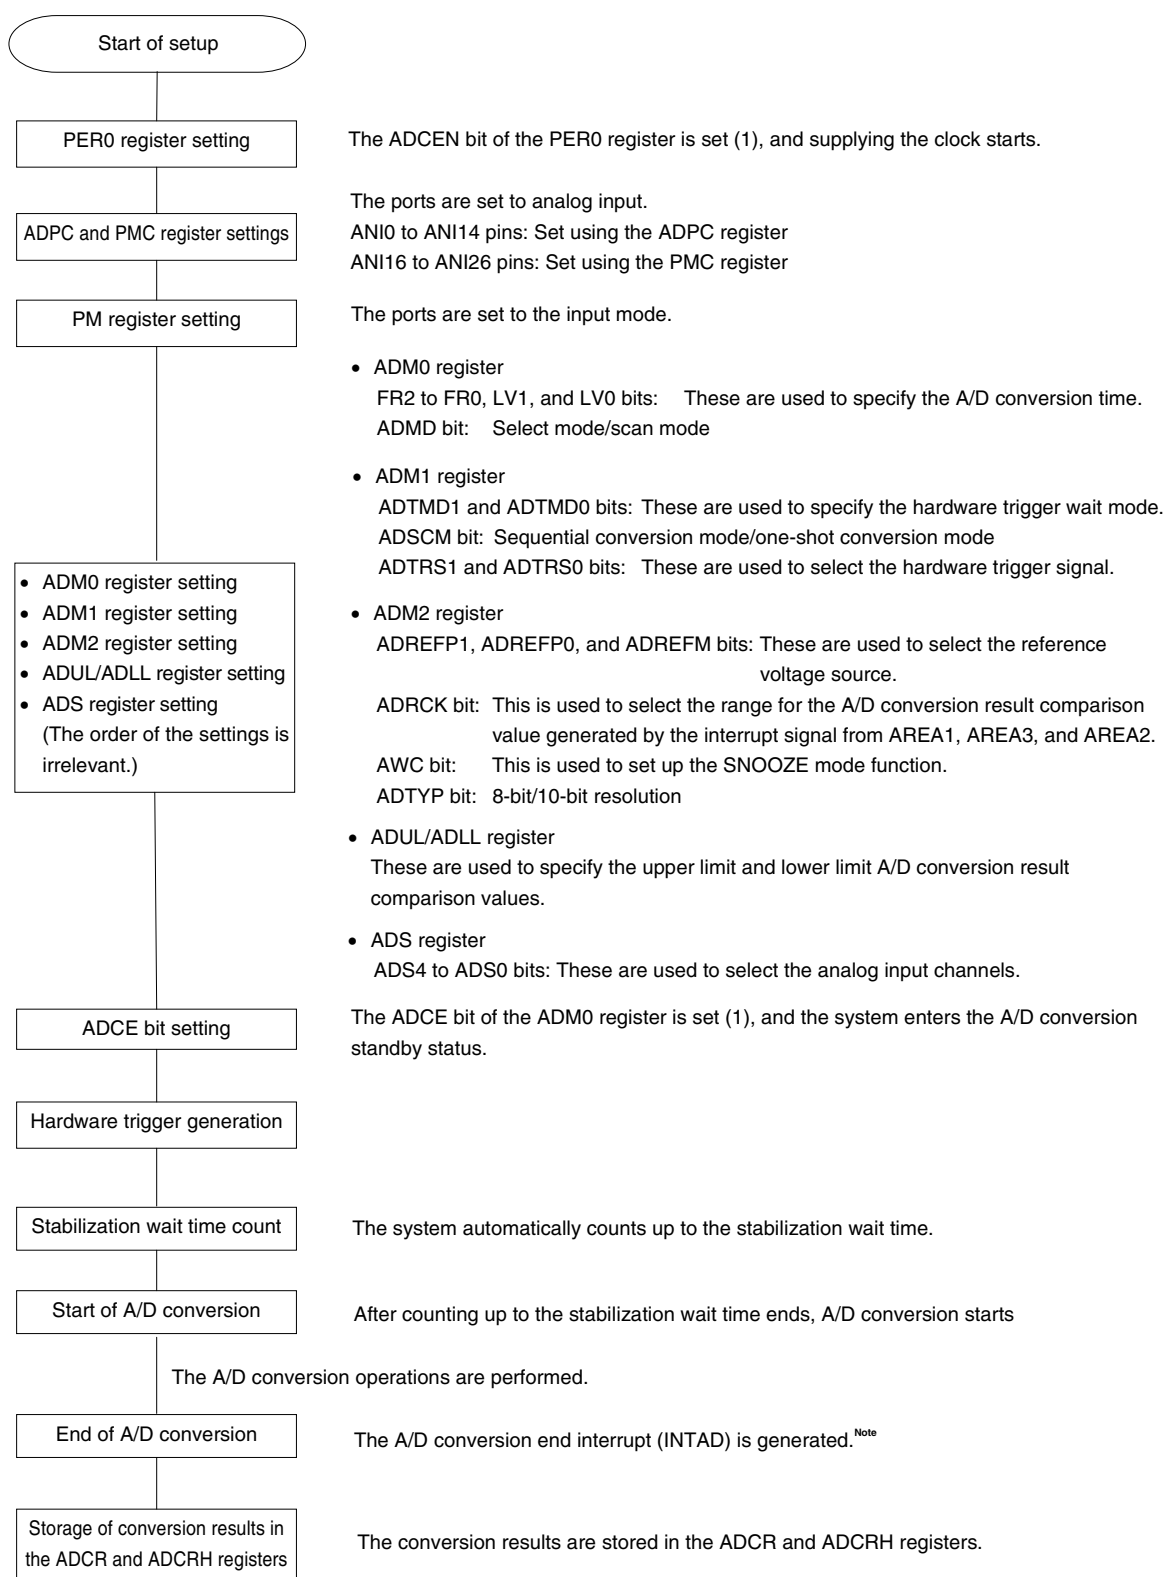 Start of setup
PER0 register setting
The ADCEN bit of the PER0 register is set (1), and supplying the clock starts.
ADPC and PMC register settings
The ports are set to analog input.
ANI0 to ANI14 pins: Set using the ADPC register
ANI16 to ANI26 pins: Set using the PMC register
PM register setting
The ports are set to the input mode.
• ADM0 register setting
• ADM1 register setting
• ADM2 register setting
• ADUL/ADLL register setting
• ADS register setting
(The order of the settings is
irrelevant.)
• ADM0 register
FR2 to FR0, LV1, and LV0 bits: These are used to specify the A/D conversion time.
ADMD bit: Select mode/scan mode
• ADM1 register
ADTMD1 and ADTMD0 bits: These are used to specify the hardware trigger wait mode.
ADSCM bit: Sequential conversion mode/one-shot conversion mode
ADTRS1 and ADTRS0 bits: These are used to select the hardware trigger signal.
• ADM2 register
ADREFP1, ADREFP0, and ADREFM bits: These are used to select the reference
voltage source.
ADRCK bit: This is used to select the range for the A/D conversion result comparison
value generated by the interrupt signal from AREA1, AREA3, and AREA2.
AWC bit: This is used to set up the SNOOZE mode function.
ADTYP bit: 8-bit/10-bit resolution
• ADUL/ADLL register
These are used to specify the upper limit and lower limit A/D conversion result
comparison values.
• ADS register
ADS4 to ADS0 bits: These are used to select the analog input channels.
ADCE bit setting
The ADCE bit of the ADM0 register is set (1), and the system enters the A/D conversion
standby status.
Hardware trigger generation
Stabilization wait time count
The system automatically counts up to the stabilization wait time.
Start of A/D conversion
After counting up to the stabilization wait time ends, A/D conversion starts
The A/D conversion operations are performed.
End of A/D conversion
The A/D conversion end interrupt (INTAD) is generated.Note
Storage of conversion results in
the ADCR and ADCRH registers
The conversion results are stored in the ADCR and ADCRH registers.